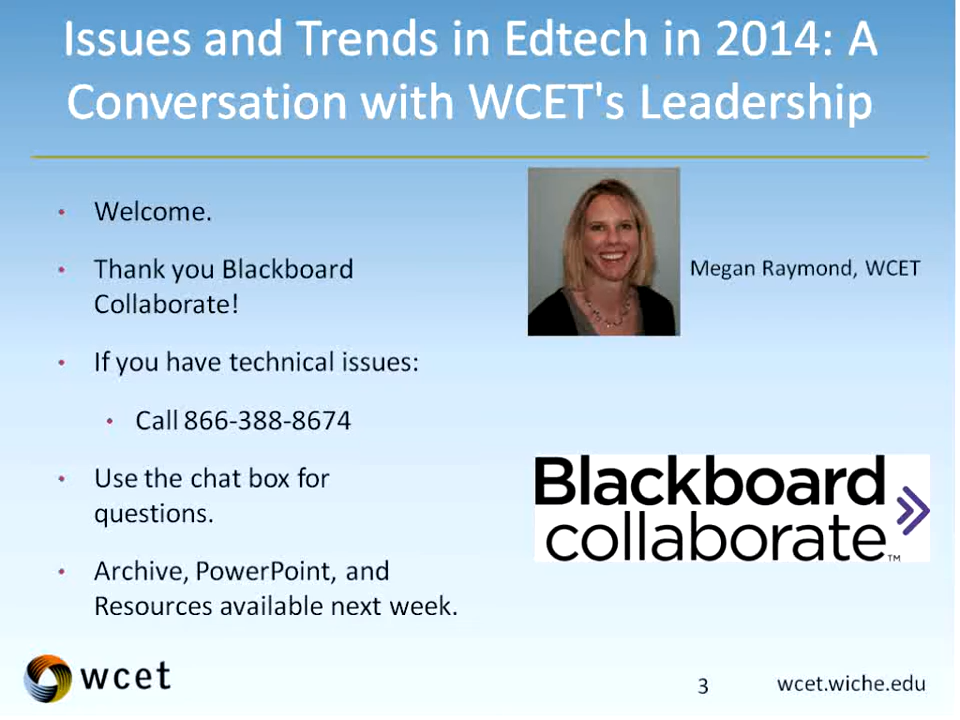 Issues and Trends in Edtech in 2014: A
Conversation with WCET's Leadership
• Welcome.
• Thank you Blackboard
Collaborate!
• If you have technical issues:
• Call 866-388-8674
• Use the chat box for
questions.
• Archive, PowerPoint, and
Resources available next week.
Megan Raymond, WCET
Blackboard
collaborate™
wcet
3
wcet.wiche.edu